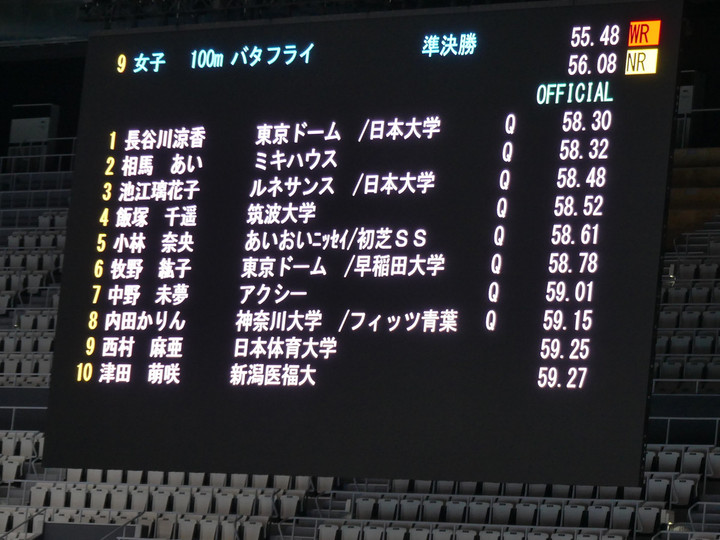 9 女子 100m バタフライ 準決勝 55.48 WR
56.08 NR
OFFICIAL
1 長谷川涼香 東京ドーム /日本大学 Q 58.30
2 相馬 あい ミキハウス Q 58.32
3 池江璃花子 ルネサンス /日本大学 Q 58.48
4 飯塚 千遥 筑波大学 Q 58.52
5 小林 奈央 あいおいﾆｯｾｲ/初芝SS Q 58.61
6 牧野 紘子 東京ドーム /早稲田大学 Q 58.78
7 中野 未夢 アクシー Q 59.01
8 内田かりん 神奈川大学 /フィッツ青葉 Q 59.15
9 西村 麻亜 日本体育大学 59.25
10 津田 萌咲 新潟医福大 59.27